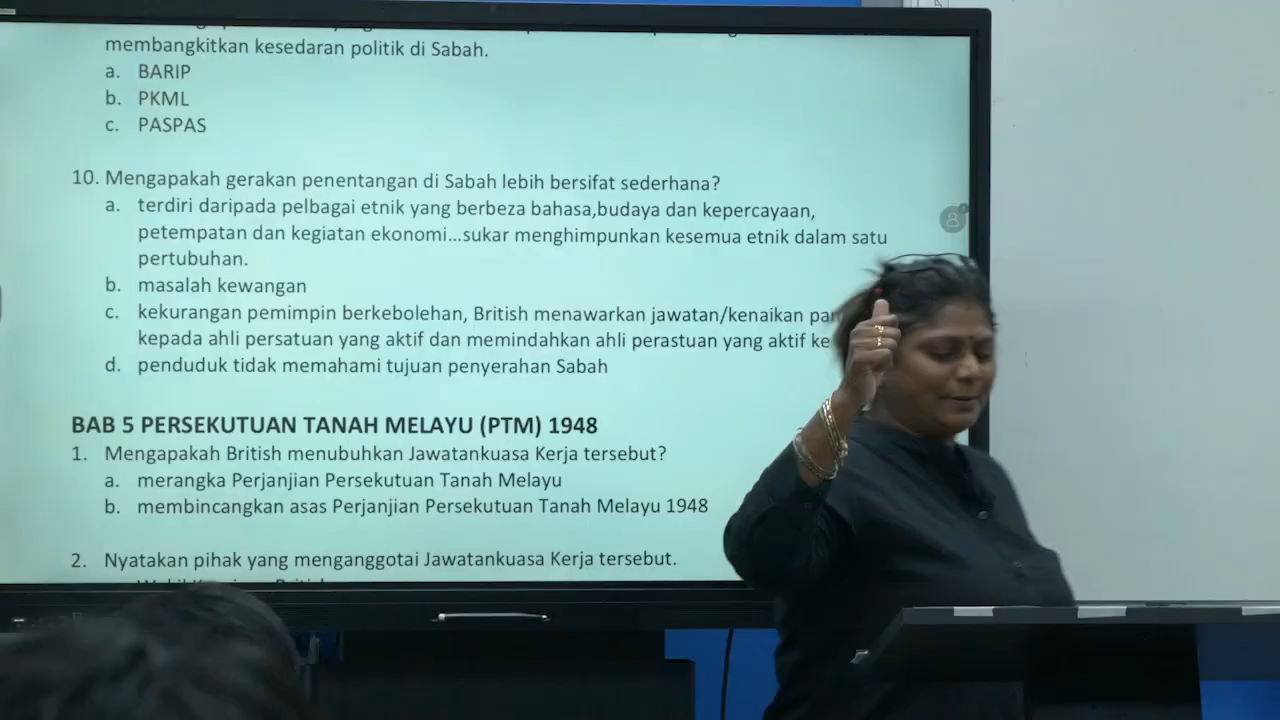 membangkitkan kesedaran politik di Sabah.
a. BARIP
b. PKML
c. PASPAS
10. Mengapakah gerakan penentangan di Sabah lebih bersifat sederhana?
a. terdiri daripada pelbagai etnik yang berbeza bahasa,budaya dan kepercayaan,
petempatan dan kegiatan ekonomi...sukar menghimpunkan kesemua etnik dalam satu
pertubuhan.
b. masalah kewangan
c. kekurangan pemimpin berkebolehan, British menawarkan jawatan/kenaikan
kepada ahli persatuan yang aktif dan memindahkan ahli perastuan yang aktif
d. penduduk tidak memahami tujuan penyerahan Sabah
BAB 5 PERSEKUTUAN TANAH MELAYU (PTM) 1948
1. Mengapakah British menubuhkan Jawatankuasa Kerja tersebut?
a. merangka Perjanjian Persekutuan Tanah Melayu
b. membincangkan asas Perjanjian Persekutuan Tanah Melayu 1948
2. Nyatakan pihak yang menganggotai Jawatankuasa Kerja tersebut.